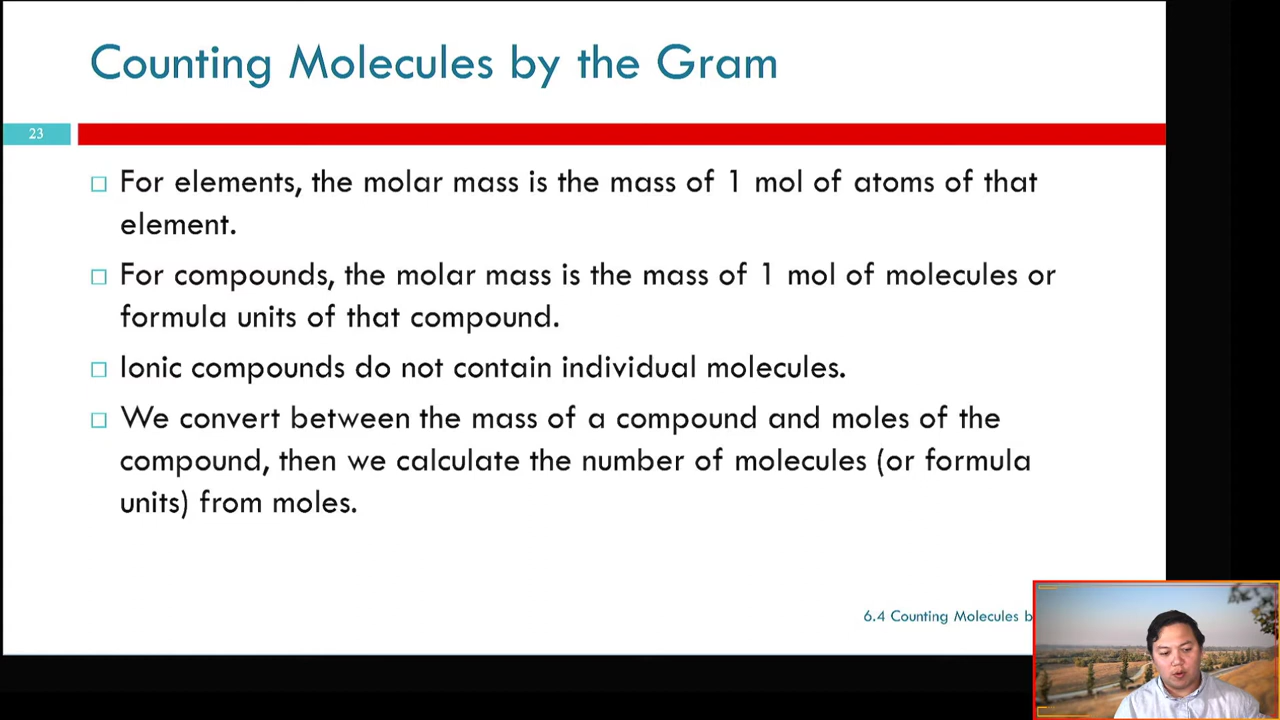 Counting Molecules by the Gram
23
For elements, the molar mass is the mass of 1 mol of atoms of that
element.
For compounds, the molar mass is the mass of 1 mol of molecules or
formula units of that compound.
Ionic compounds do not contain individual molecules.
We convert between the mass of a compound and moles of the
compound, then we calculate the number of molecules (or formula
units) from moles.
6.4 Counting Molecules b